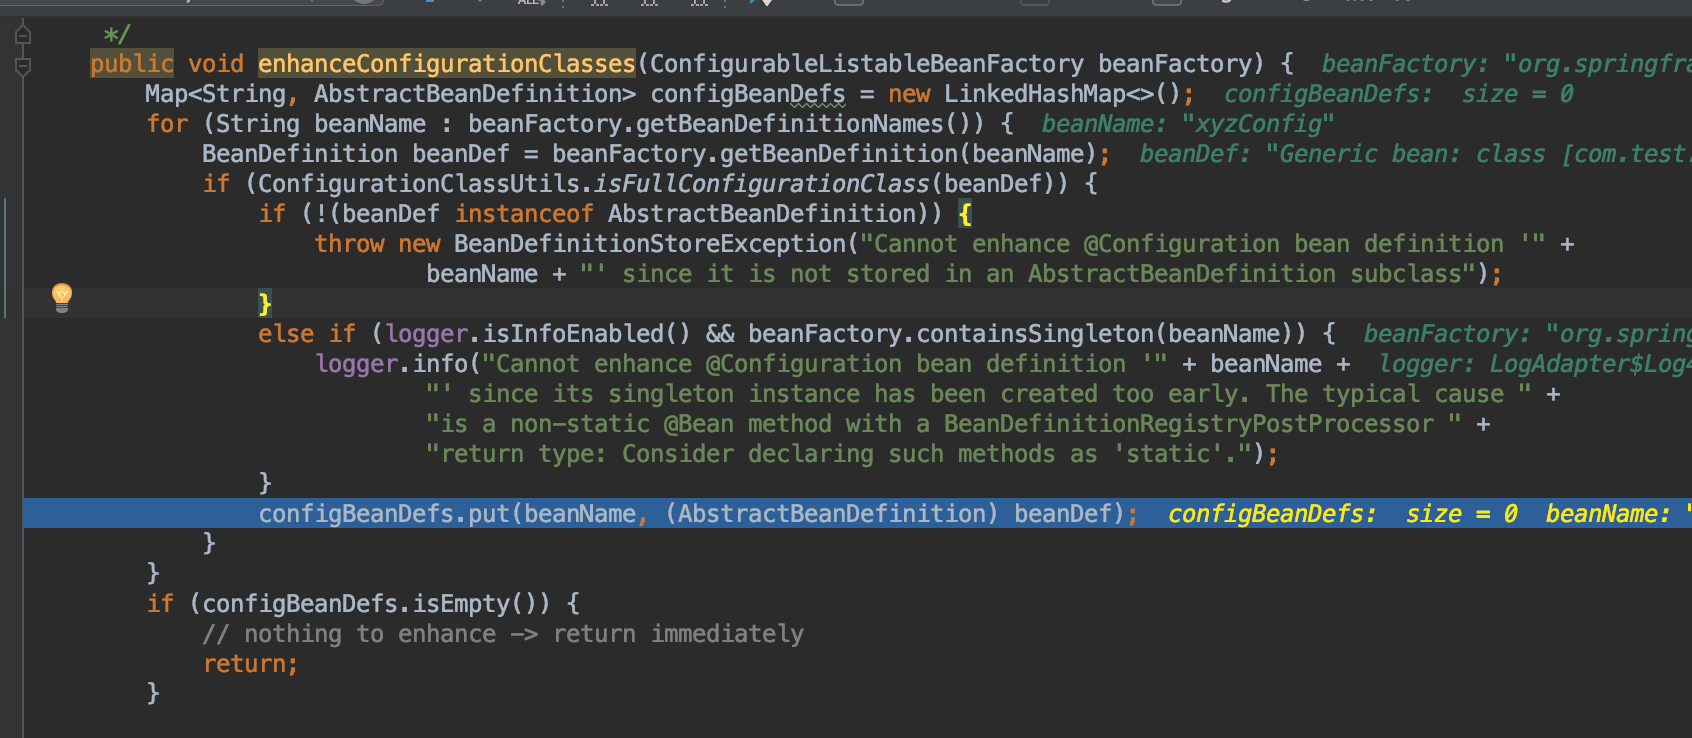 */
public void enhanceConfigurationClasses(ConfigurableListableBeanFactory beanFactory) { beanFactory: "org.springfra
Map<String, AbstractBeanDefinition> configBeanDefs = new LinkedHashMap<>(); configBeanDefs: size = 0
for (String beanName : beanFactory.getBeanDefinitionNames()) { beanName: "xyzConfig"
BeanDefinition beanDef = beanFactory.getBeanDefinition(beanName); beanDef: "Generic bean: class [com.test.
if (ConfigurationClassUtils.isFullConfigurationClass(beanDef)) {
if (!(beanDef instanceof AbstractBeanDefinition)) {
throw new BeanDefinitionStoreException("Cannot enhance @Configuration bean definition '" +
beanName + "' since it is not stored in an AbstractBeanDefinition subclass");
}
else if (logger.isInfoEnabled() && beanFactory.containsSingleton(beanName)) { beanFactory: "org.spring
logger.info("Cannot enhance @Configuration bean definition '" + beanName + logger: LogAdapter$Log4
"' since its singleton instance has been created too early. The typical cause " +
"is a non-static @Bean method with a BeanDefinitionRegistryPostProcessor " +
"return type: Consider declaring such methods as 'static'.");
}
configBeanDefs.put(beanName, (AbstractBeanDefinition) beanDef); configBeanDefs: size = 0 beanName: "
}
}
if (configBeanDefs.isEmpty()) {
// nothing to enhance -> return immediately
return;
}